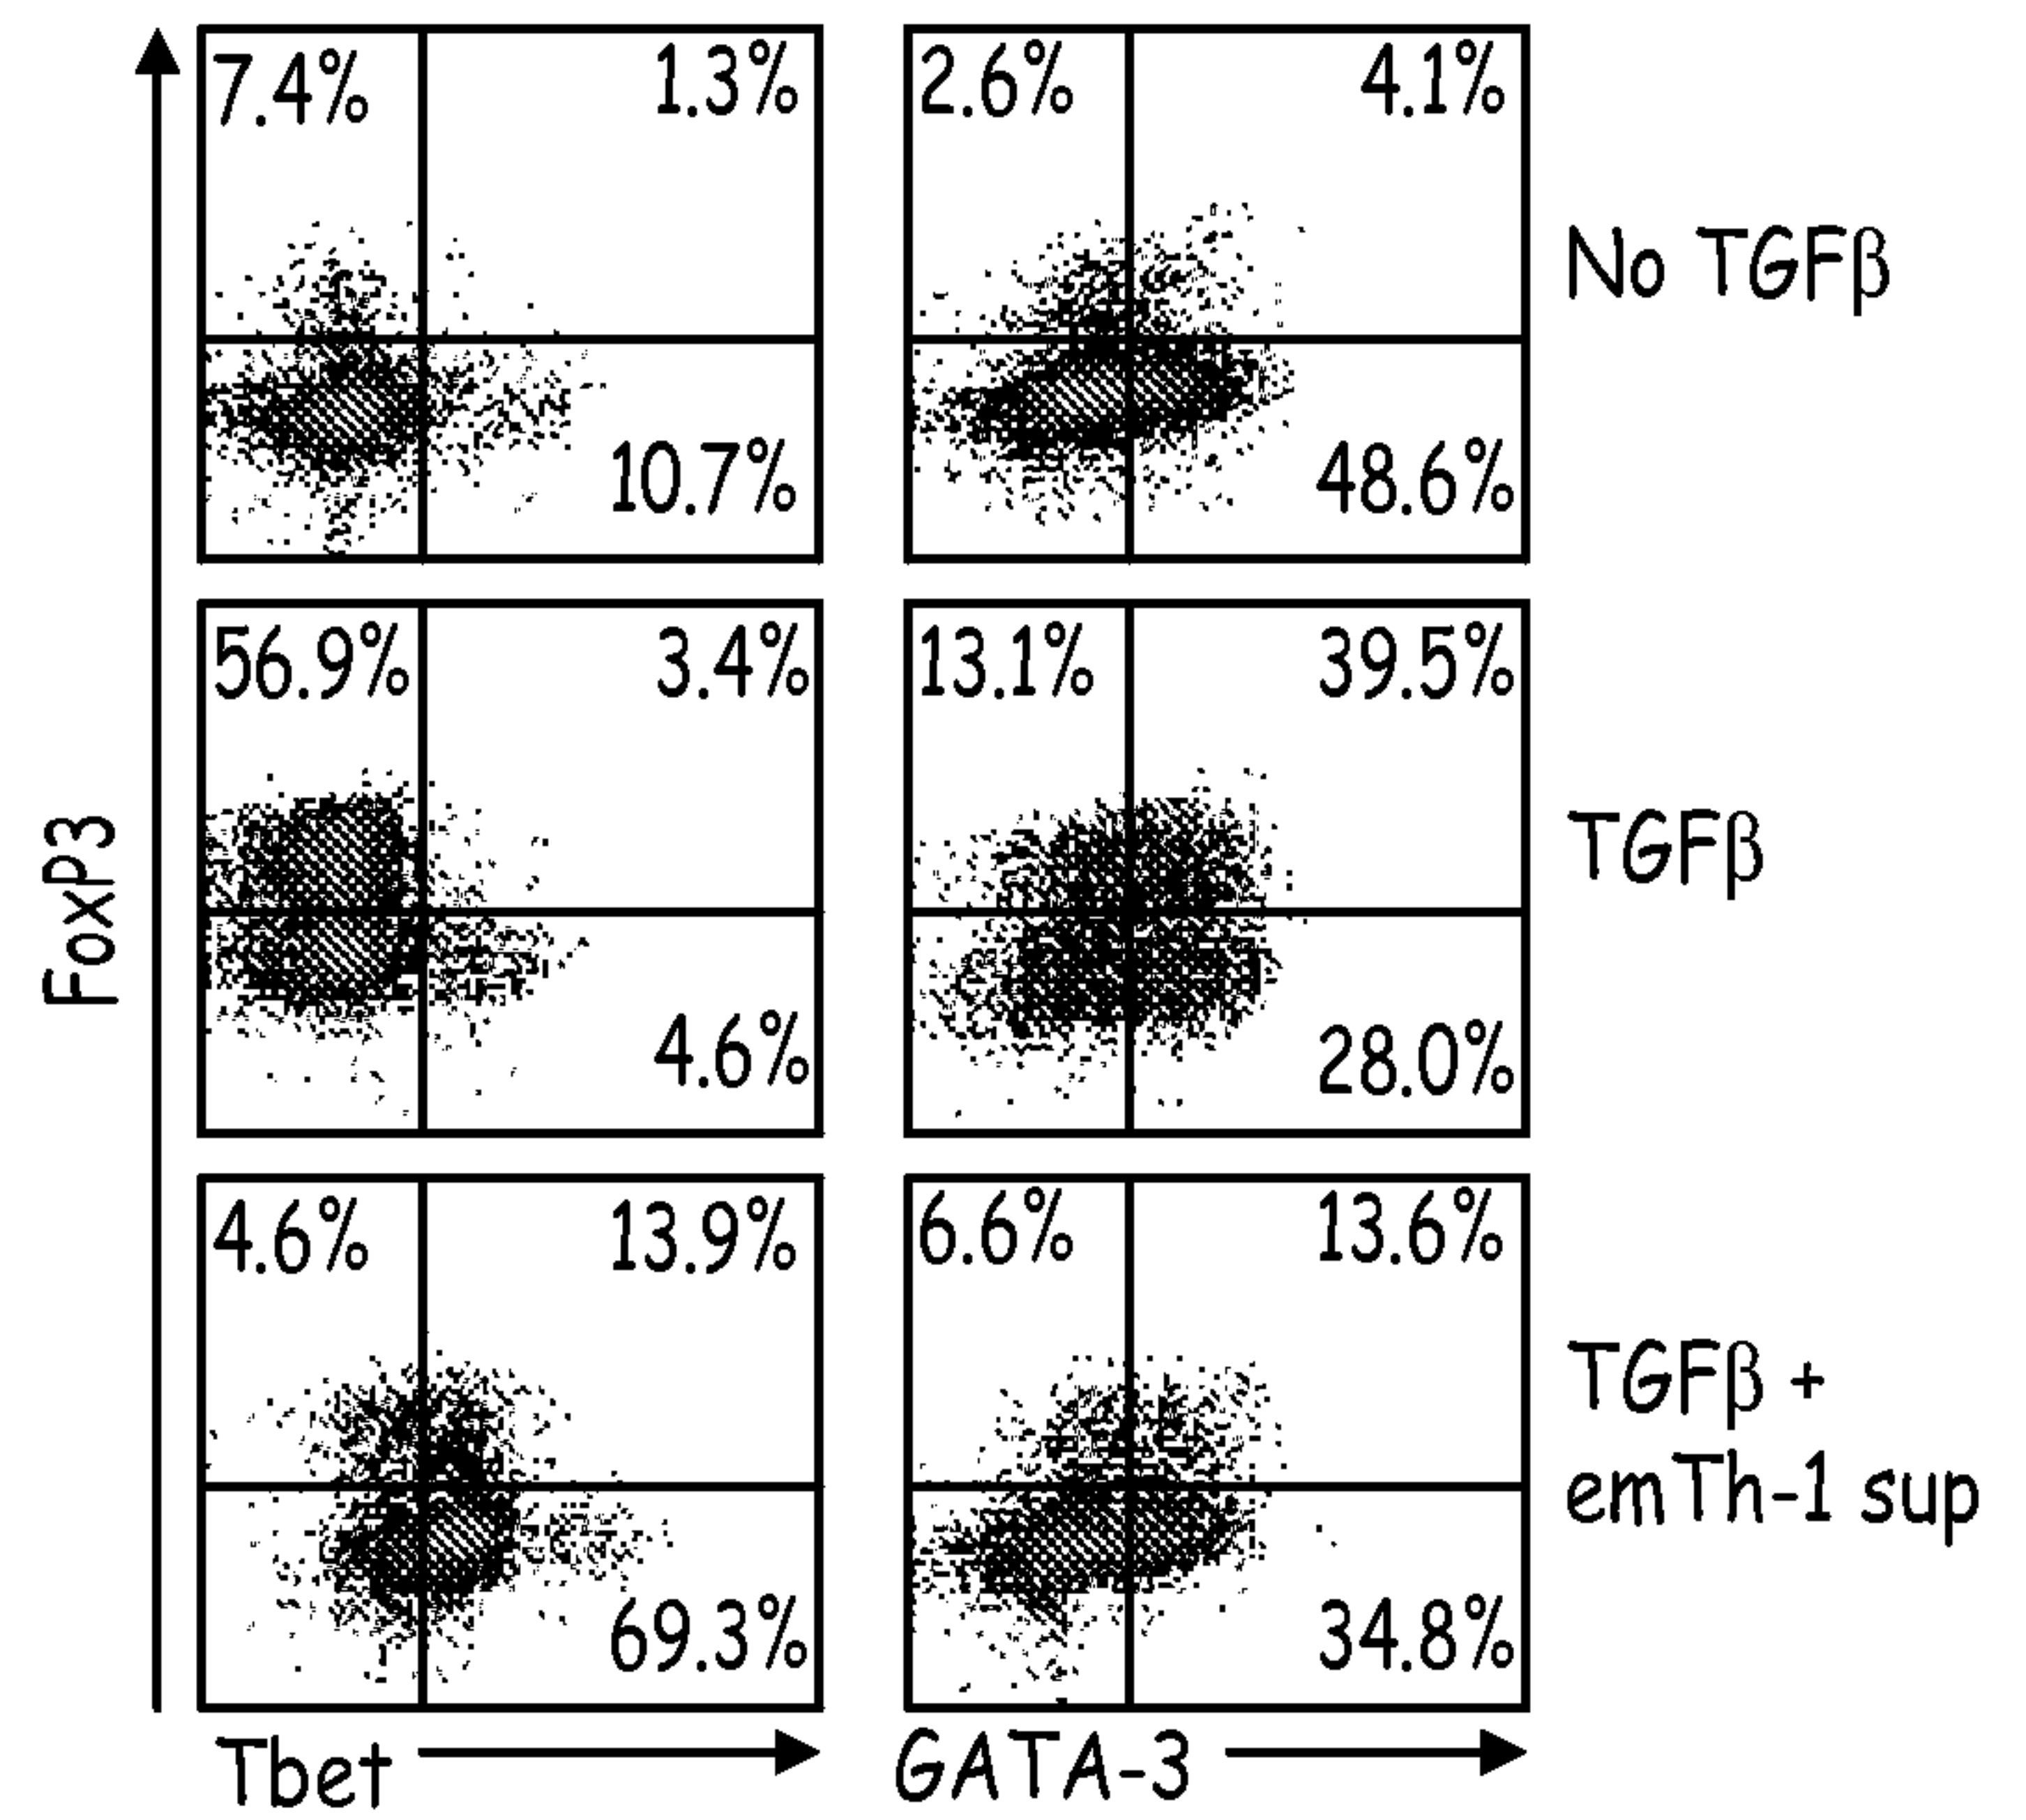 7.4% 1.3% 2.6% 4.1%
No TGFβ
10.7% 48.6%
56.9% 3.4% 13.1% 39.5%
TGFβ
FoxP3
4.6% 28.0%
4.6% 13.9% 6.6% 13.6%
TGFβ +
emTh-1 sup
69.3% 34.8%
Tbet GATA-3